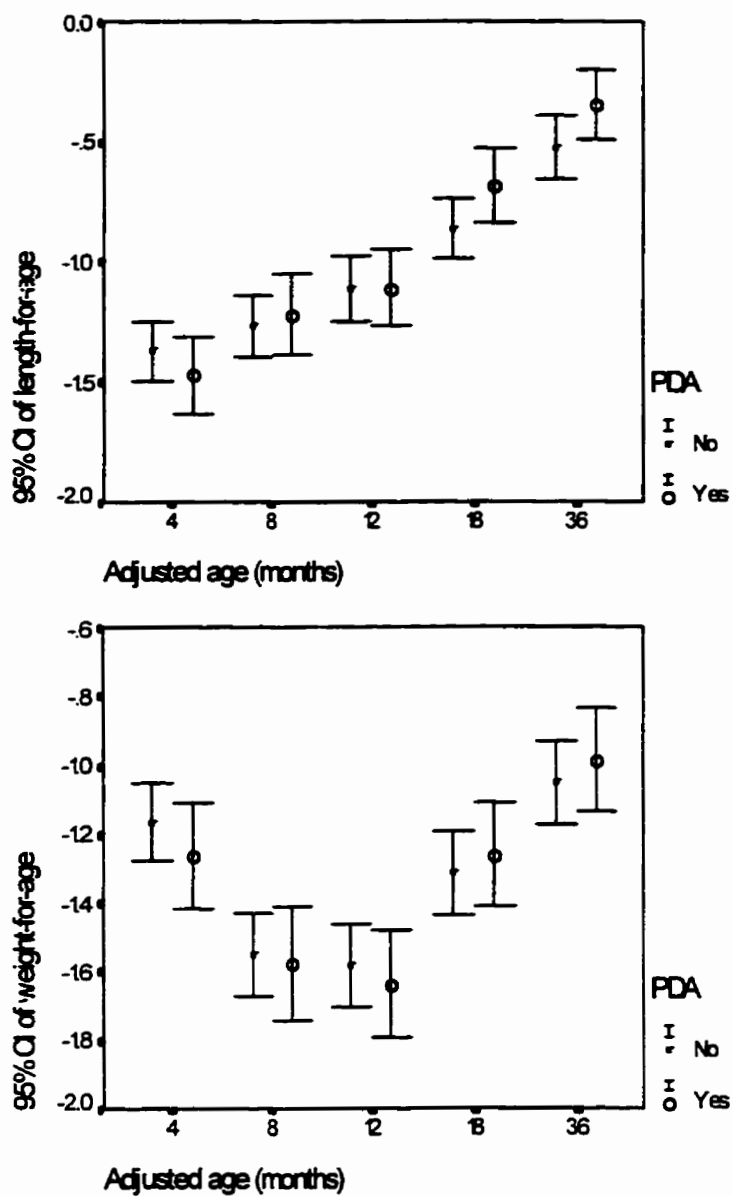 0.0
-.5
-1.0
-1.5
-2.0
95% CI of length-for-age
4 8 12 18 36
Adjusted age (months)
PDA
No
Yes
-.6
-.8
-1.0
-1.2
-1.4
-1.6
-1.8
-2.0
95% CI of weight-for-age
4 8 12 18 36
Adjusted age (months)
PDA
No
Yes